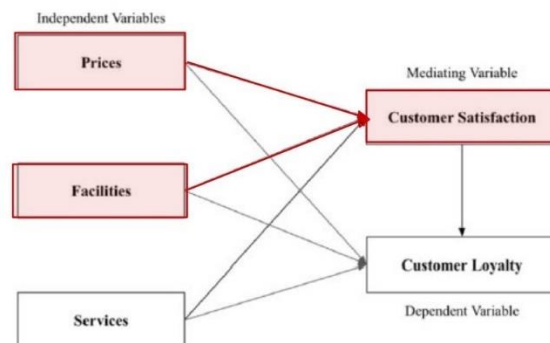 Independent Variables
Prices
Mediating Variable
Customer Satisfaction
Facilities
Customer Loyalty
Dependent Variable
Services